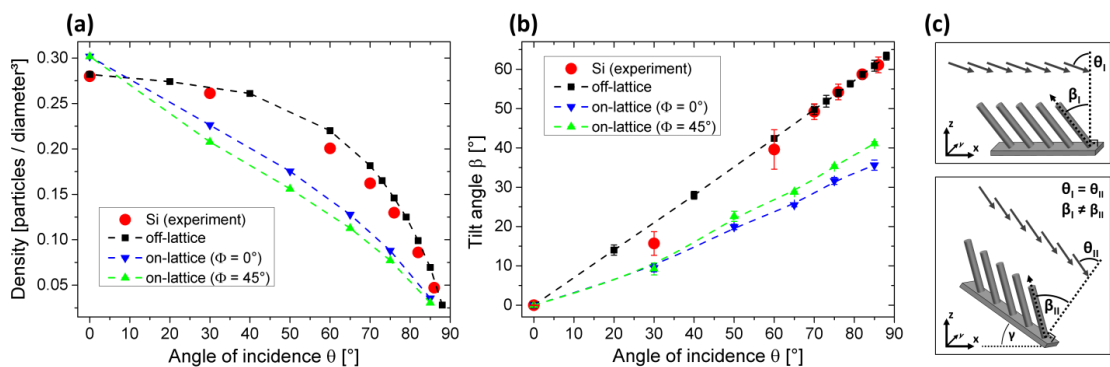 (a)
Density [particles / diameter³]
0.30
0.25
0.20
0.15
0.10
0.05
Si (experiment)
off-lattice
on-lattice (Φ = 0°)
on-lattice (Φ = 45°)
0 10 20 30 40 50 60 70 80 90
Angle of incidence θ [°]
(b)
Tilt angle β [°]
60
50
40
30
20
10
0
Si (experiment)
off-lattice
on-lattice (Φ = 0°)
on-lattice (Φ = 45°)
0 10 20 30 40 50 60 70 80 90
Angle of incidence θ [°]
(c)
θI
βI
z
y
x
θI = θII
βI ≠ βII
θII
βII
γ
z
y
x